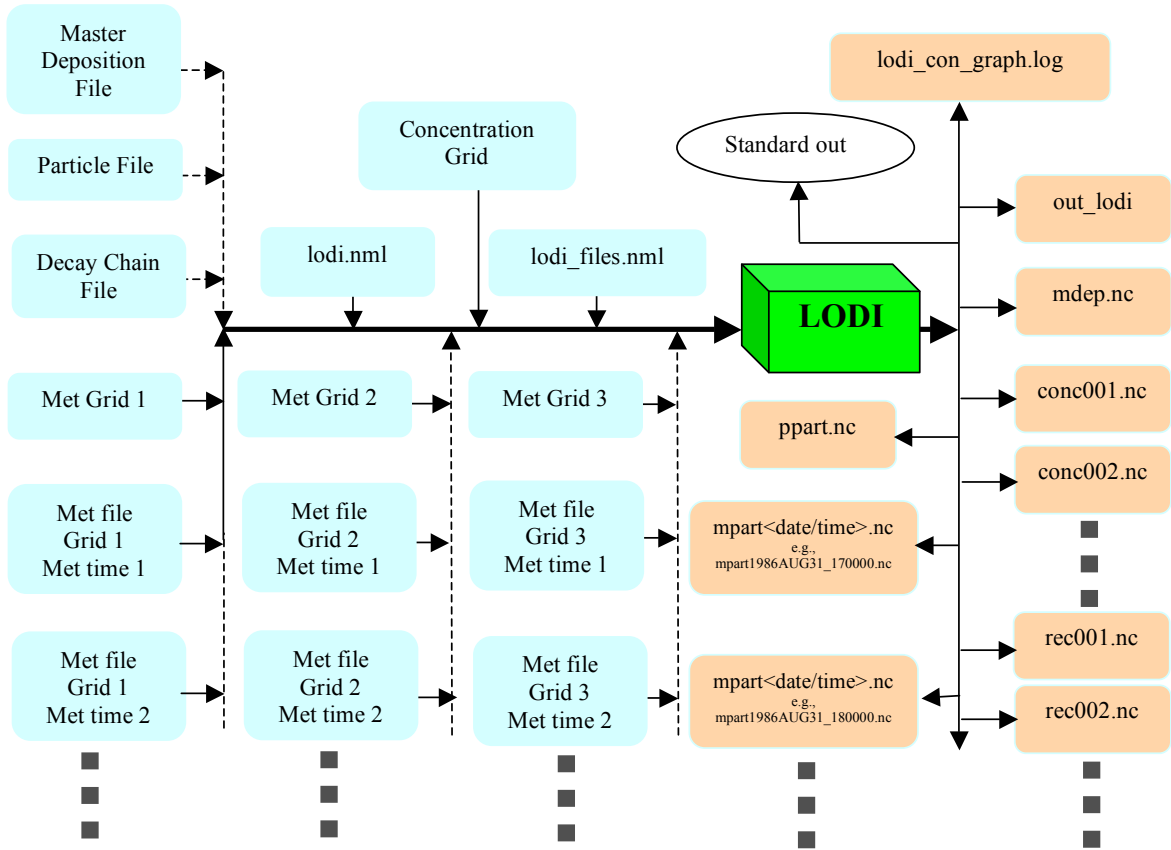 Master
Deposition
File
Particle File
Decay Chain
File
lodi.nml
Concentration
Grid
lodi_files.nml
Standard out
lodi_con_graph.log
LODI
out_lodi
mdep.nc
conc001.nc
conc002.nc
rec001.nc
rec002.nc
Met Grid 1
Met Grid 2
Met Grid 3
ppart.nc
Met file
Grid 1
Met time 1
Met file
Grid 2
Met time 1
Met file
Grid 3
Met time 1
mpart<date/time>.nc
e.g.,
mpart1986AUG31_170000.nc
Met file
Grid 1
Met time 2
Met file
Grid 2
Met time 2
Met file
Grid 3
Met time 2
mpart<date/time>.nc
e.g.,
mpart1986AUG31_180000.nc